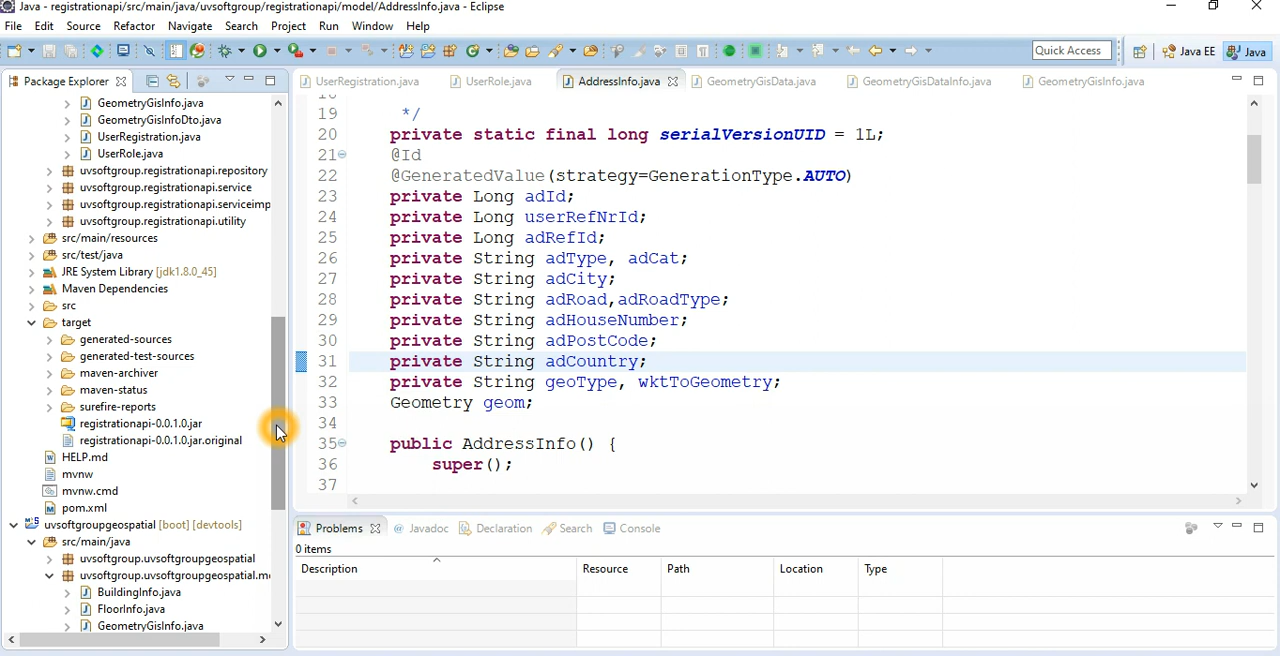 Java - registrationapi/src/main/java/uvsoftgroup/registrationapi/model/AddressInfo.java - Eclipse
File Edit Source Refactor Navigate Search Project Run Window Help
Quick Access Java EE Java
Package Explorer
GeometryGisInfo.java
GeometryGisInfoDto.java
UserRegistration.java
UserRole.java
uvsoftgroup.registrationapi.repository
uvsoftgroup.registrationapi.service
uvsoftgroup.registrationapi.serviceimp
uvsoftgroup.registrationapi.utility
src/main/resources
src/test/java
JRE System Library [jdk1.8.0_45]
Maven Dependencies
src
target
generated-sources
generated-test-sources
maven-archiver
maven-status
surefire-reports
registrationapi-0.0.1.0.jar
registrationapi-0.0.1.0.jar.original
HELP.md
mvnw
mvnw.cmd
pom.xml
uvsoftgroupgeospatial [boot] [devtools]
src/main/java
uvsoftgroup.uvsoftgroupgeospatial
uvsoftgroup.uvsoftgroupgeospatial.m
BuildingInfo.java
FloorInfo.java
GeometryGisInfo.java
UserRegistration.java UserRole.java AddressInfo.java GeometryGisData.java GeometryGisDataInfo.java GeometryGisInfo.java
19 */
20 private static final long serialVersionUID = 1L;
21 @Id
22 @GeneratedValue(strategy=GenerationType.AUTO)
23 private Long adId;
24 private Long userRefNrId;
25 private Long adRefId;
26 private String adType, adCat;
27 private String adCity;
28 private String adRoad,adRoadType;
29 private String adHouseNumber;
30 private String adPostCode;
31 private String adCountry;
32 private String geoType, wktToGeometry;
33 Geometry geom;
34
35 public AddressInfo() {
36 super();
37
Problems Javadoc Declaration Search Console
0 items
Description Resource Path Location Type